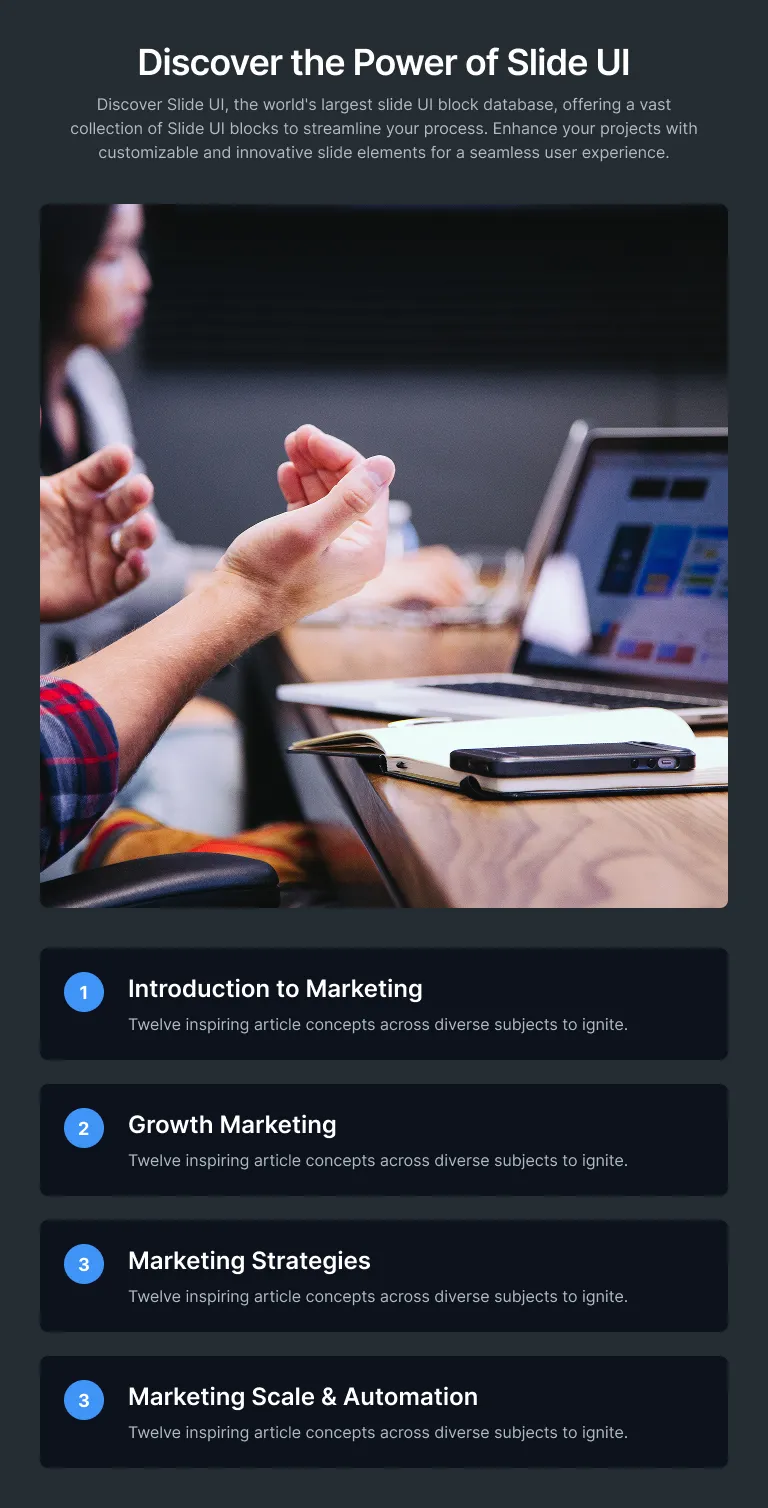 Discover the Power of Slide UI
Discover Slide UI, the world's largest slide UI block database, offering a vast
collection of Slide UI blocks to streamline your process. Enhance your projects with
customizable and innovative slide elements for a seamless user experience.
1
Introduction to Marketing
Twelve inspiring article concepts across diverse subjects to ignite.
2
Growth Marketing
Twelve inspiring article concepts across diverse subjects to ignite.
3
Marketing Strategies
Twelve inspiring article concepts across diverse subjects to ignite.
3
Marketing Scale & Automation
Twelve inspiring article concepts across diverse subjects to ignite.